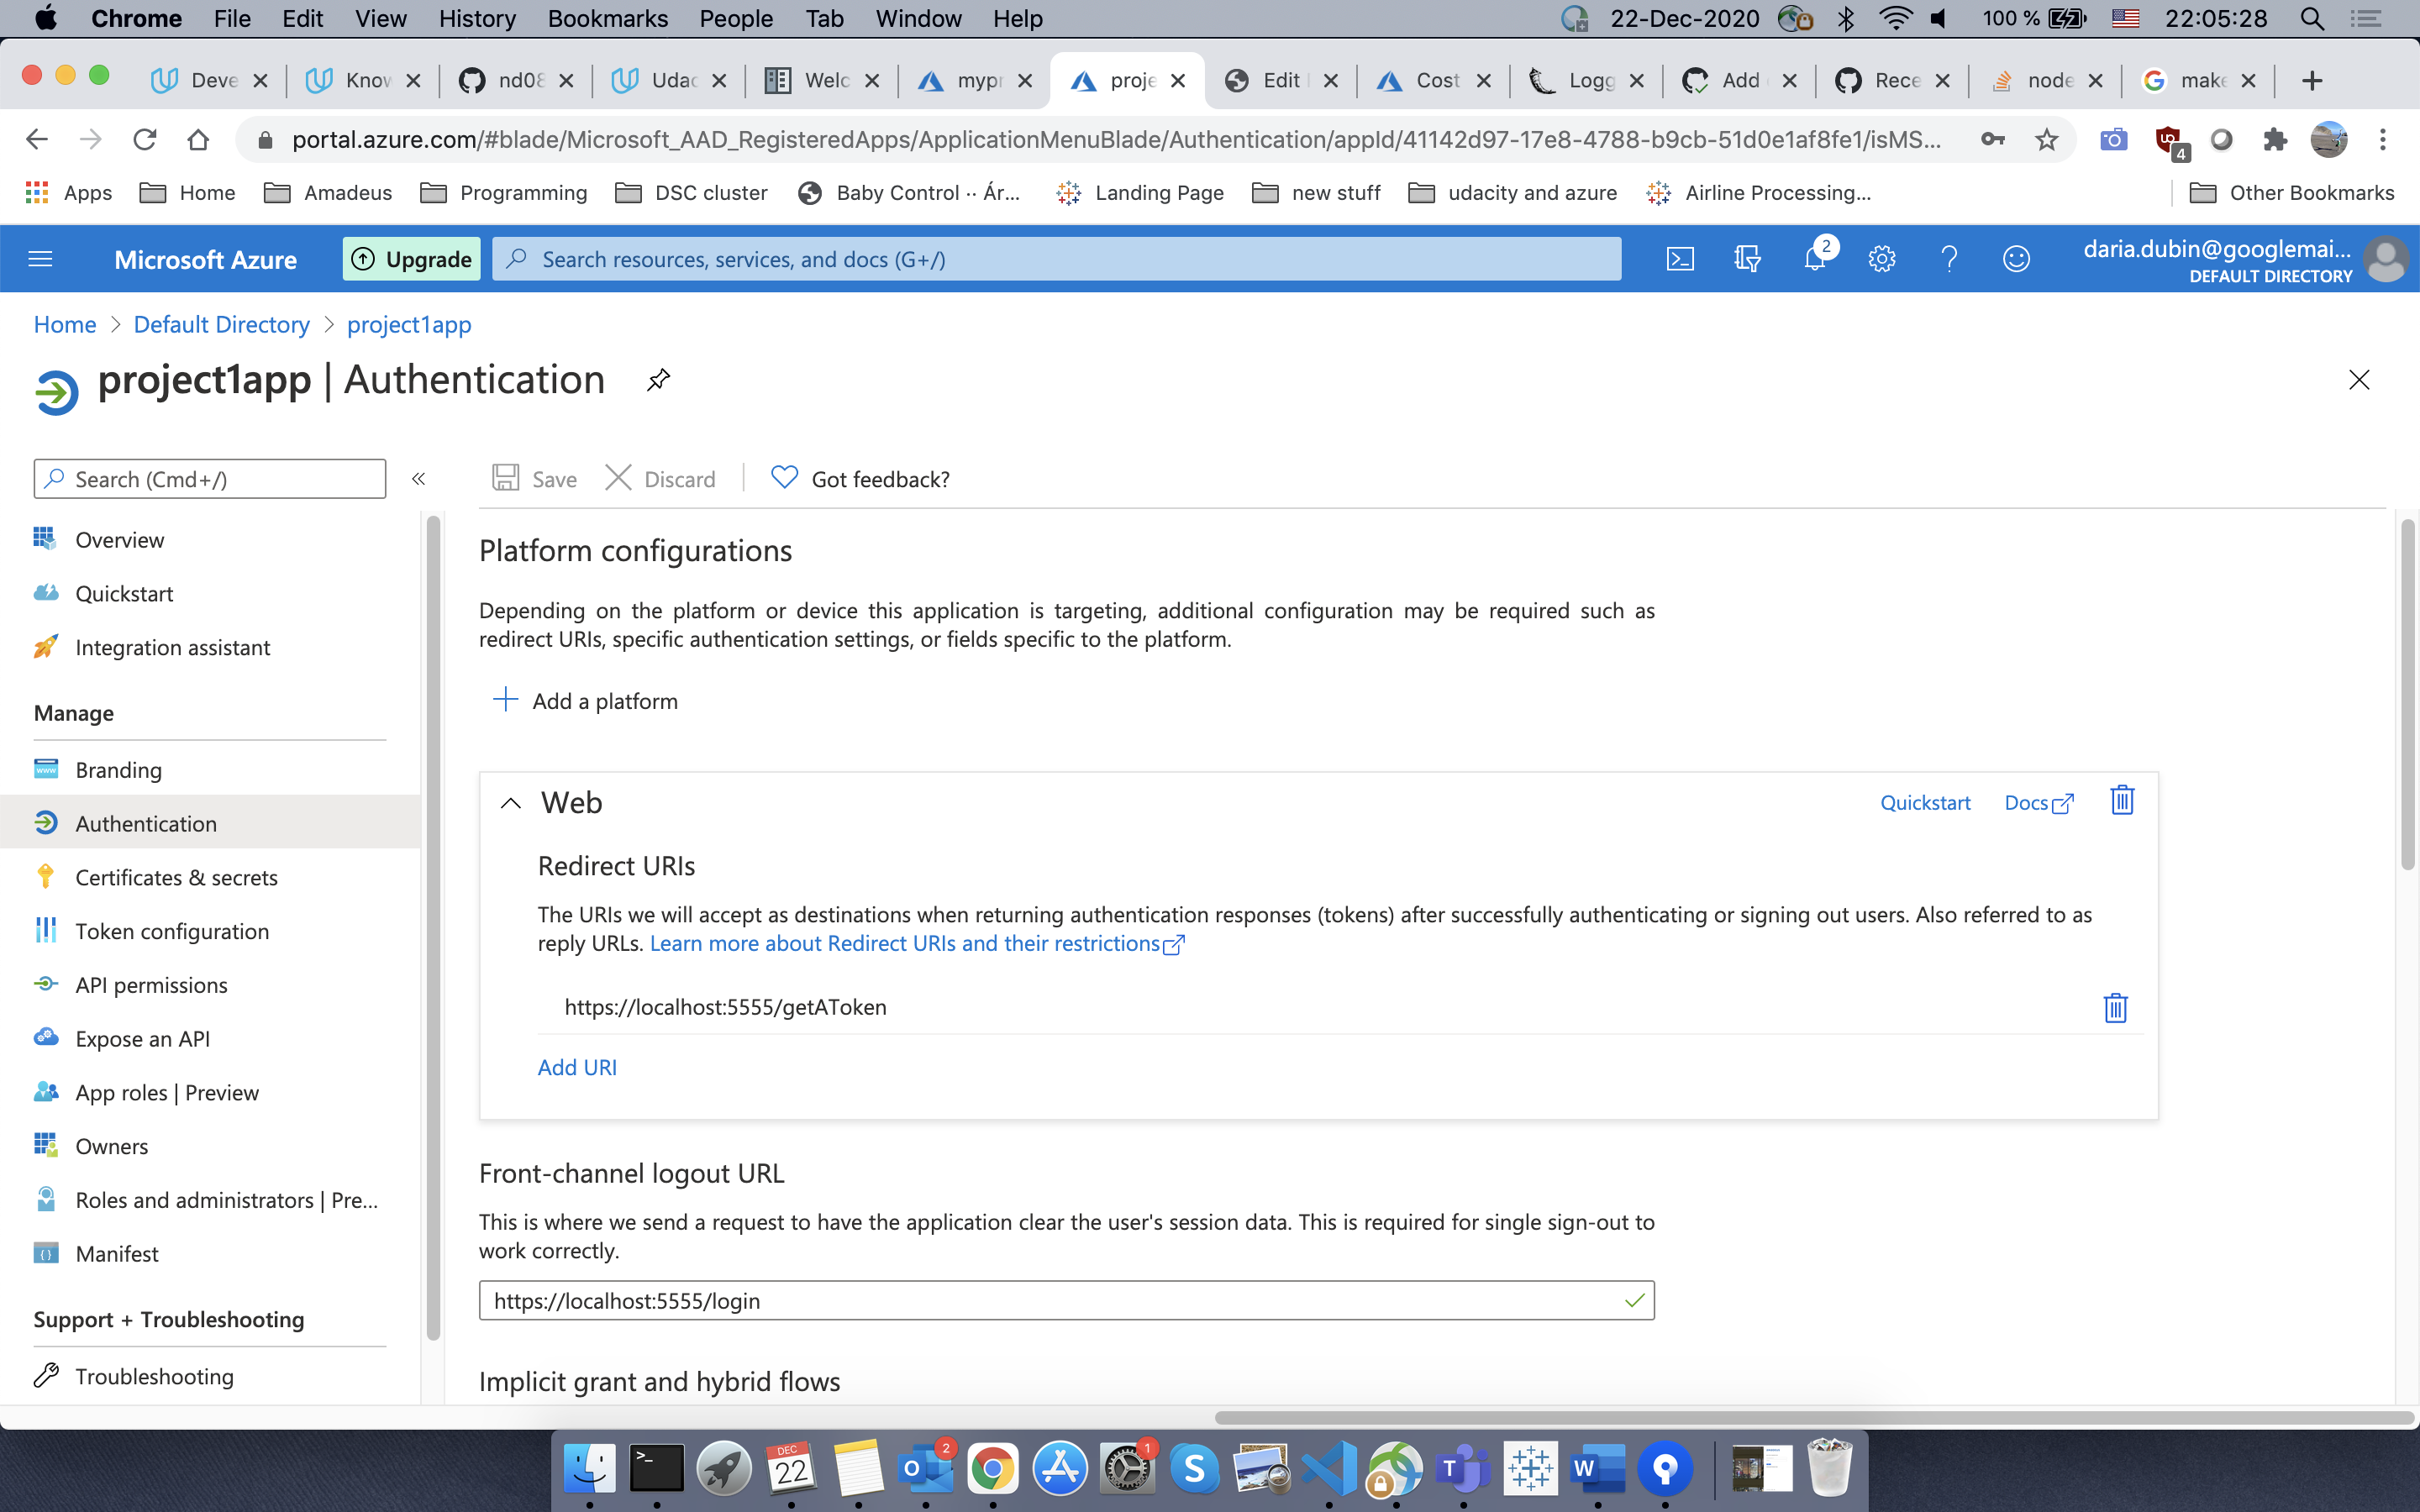 Chrome File Edit View History Bookmarks People Tab Window Help 22-Dec-2020 100 % 22:05:28
Deve Know nd08 Udac Welc mypr proje Edit Cost Logg Add Rece node make
portal.azure.com/#blade/Microsoft_AAD_RegisteredApps/ApplicationMenuBlade/Authentication/appId/41142d97-17e8-4788-b9cb-51d0e1af8fe1/isMS...
4
Apps Home Amadeus Programming DSC cluster Baby Control ·· Ár... Landing Page new stuff udacity and azure Airline Processing... Other Bookmarks
Microsoft Azure Upgrade Search resources, services, and docs (G+/) 2 daria.dubin@googlemai...
DEFAULT DIRECTORY
Home > Default Directory > project1app
project1app | Authentication
Search (Cmd+/) «
Save Discard Got feedback?
Overview
Quickstart
Integration assistant
Manage
Branding
Authentication
Certificates & secrets
Token configuration
API permissions
Expose an API
App roles | Preview
Owners
Roles and administrators | Pre...
Manifest
Support + Troubleshooting
Troubleshooting
Platform configurations
Depending on the platform or device this application is targeting, additional configuration may be required such as
redirect URIs, specific authentication settings, or fields specific to the platform.
Add a platform
Web Quickstart Docs
Redirect URIs
The URIs we will accept as destinations when returning authentication responses (tokens) after successfully authenticating or signing out users. Also referred to as
reply URLs. Learn more about Redirect URIs and their restrictions
https://localhost:5555/getAToken
Add URI
Front-channel logout URL
This is where we send a request to have the application clear the user's session data. This is required for single sign-out to
work correctly.
https://localhost:5555/login
Implicit grant and hybrid flows
DEC
22
2
1